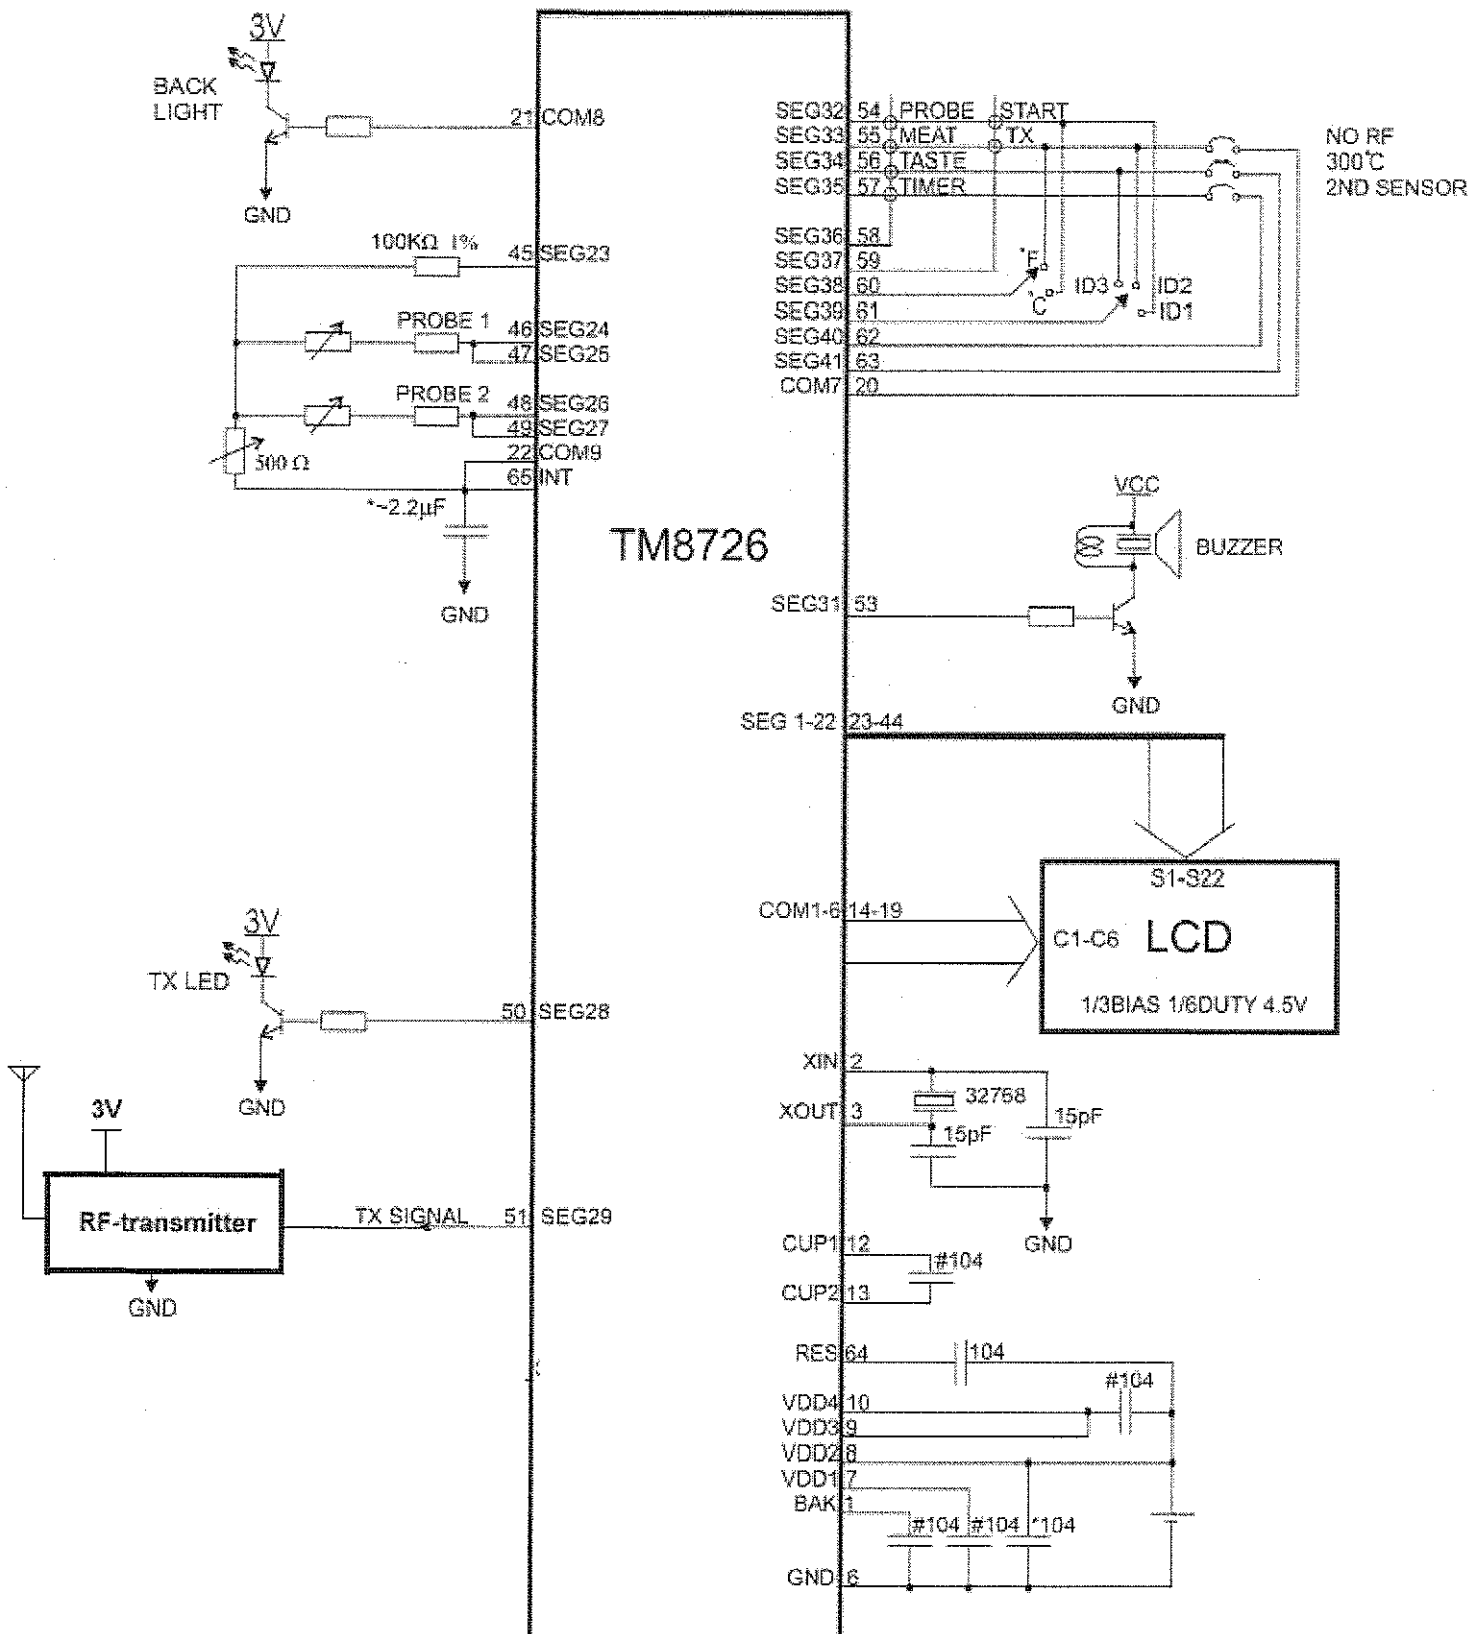 3V
BACK
LIGHT
GND
21 COM8
100KΩ 1%
45 SEG23
PROBE 1
46 SEG24
47 SEG25
PROBE 2
48 SEG26
49 SEG27
22 COM9
500 Ω
65 INT
*~2.2µF
GND
TM8726
SEG32 54 PROBE START
SEG33 55 MEAT TX
SEG34 56 TASTE
SEG35 57 TIMER
NO RF
300℃
2ND SENSOR
SEG36 58
SEG37 59
SEG38 60
SEG39 61
SEG40 62
SEG41 63
COM7 20
°F
°C
ID3
ID2
ID1
VCC
BUZZER
SEG31 53
GND
SEG 1-22 23-44
S1-S22
COM1-6 14-19
C1-C6 LCD
1/3BIAS 1/6DUTY 4.5V
3V
TX LED
50 SEG28
GND
3V
RF-transmitter
TX SIGNAL
51 SEG29
GND
XIN 2
32768
XOUT 3
15pF
15pF
GND
CUP1 12
#104
CUP2 13
RES 64
104
#104
VDD4 10
VDD3 9
VDD2 8
VDD1 7
BAK 1
#104 #104 *104
GND 6